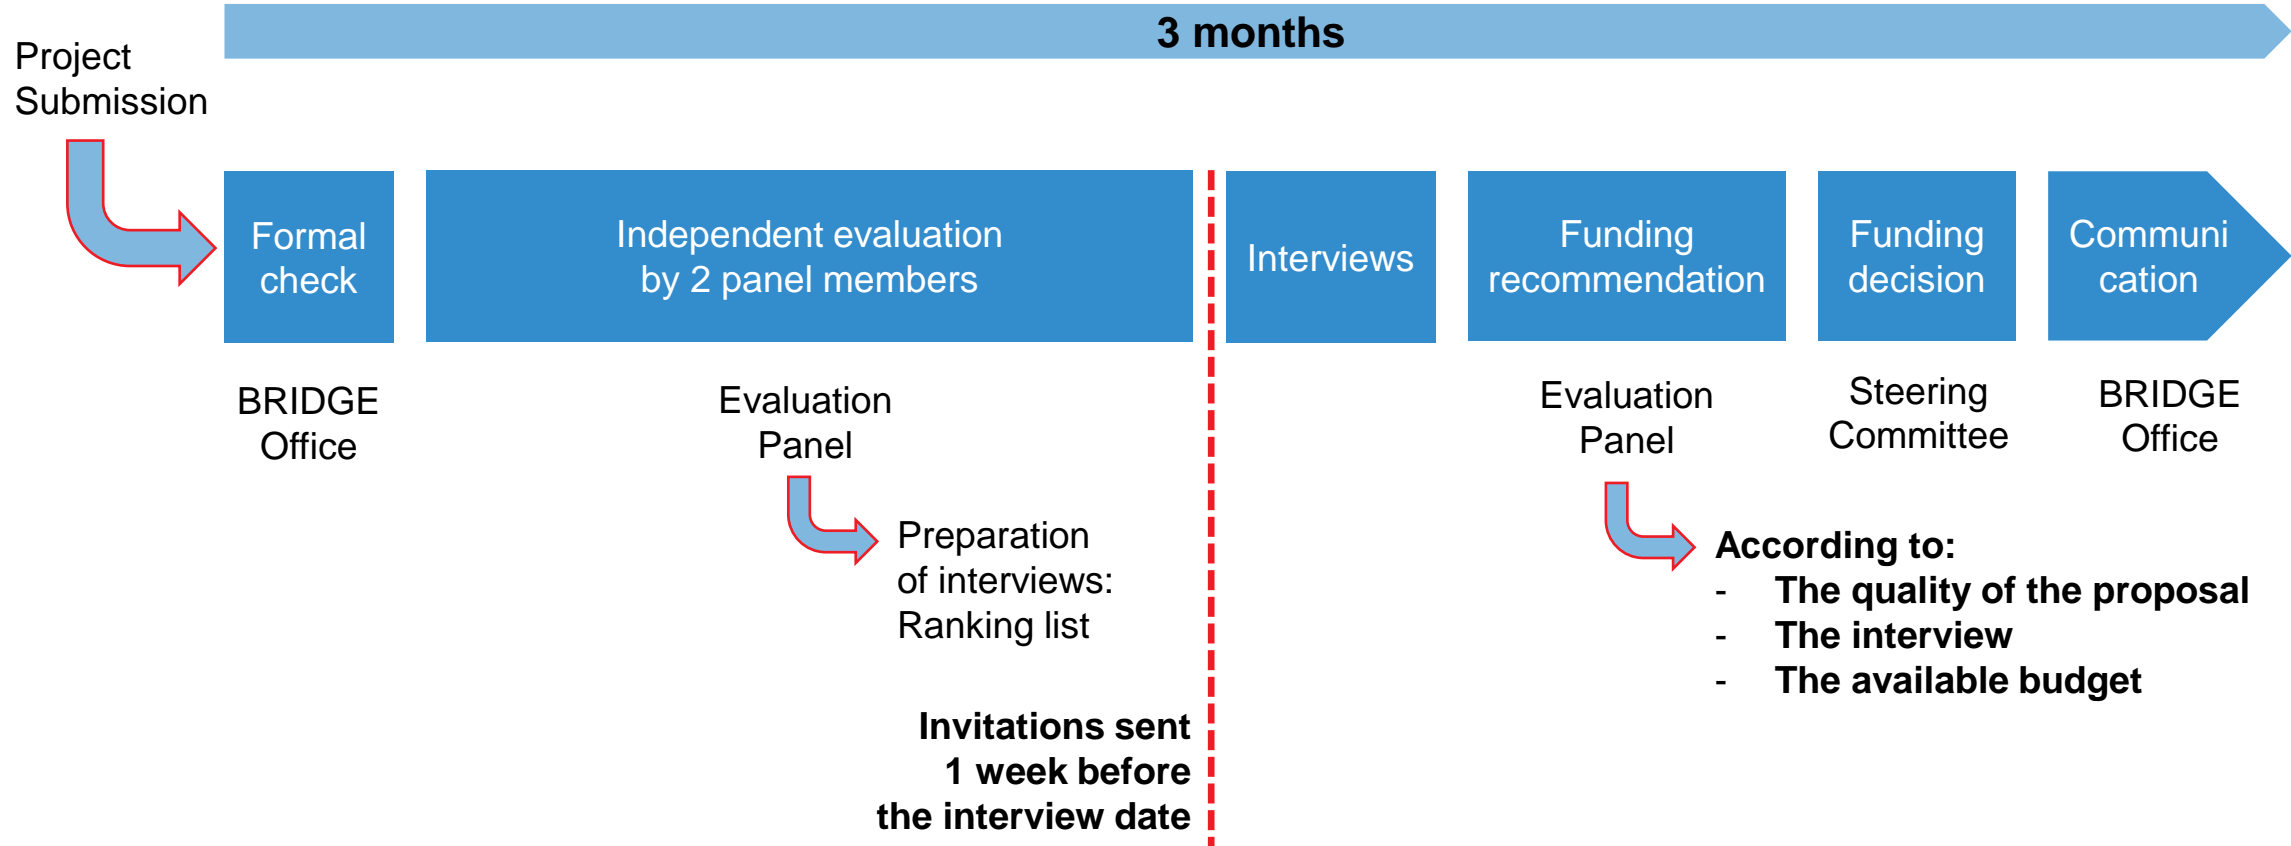 3 months
Project
Submission
Formal
check
Independent evaluation
by 2 panel members
Interviews
Funding
recommendation
Funding
decision
Communi
cation
BRIDGE
Office
Evaluation
Panel
Evaluation
Panel
Steering
Committee
BRIDGE
Office
Preparation
of interviews:
Ranking list
According to:
- The quality of the proposal
- The interview
- The available budget
Invitations sent
1 week before
the interview date